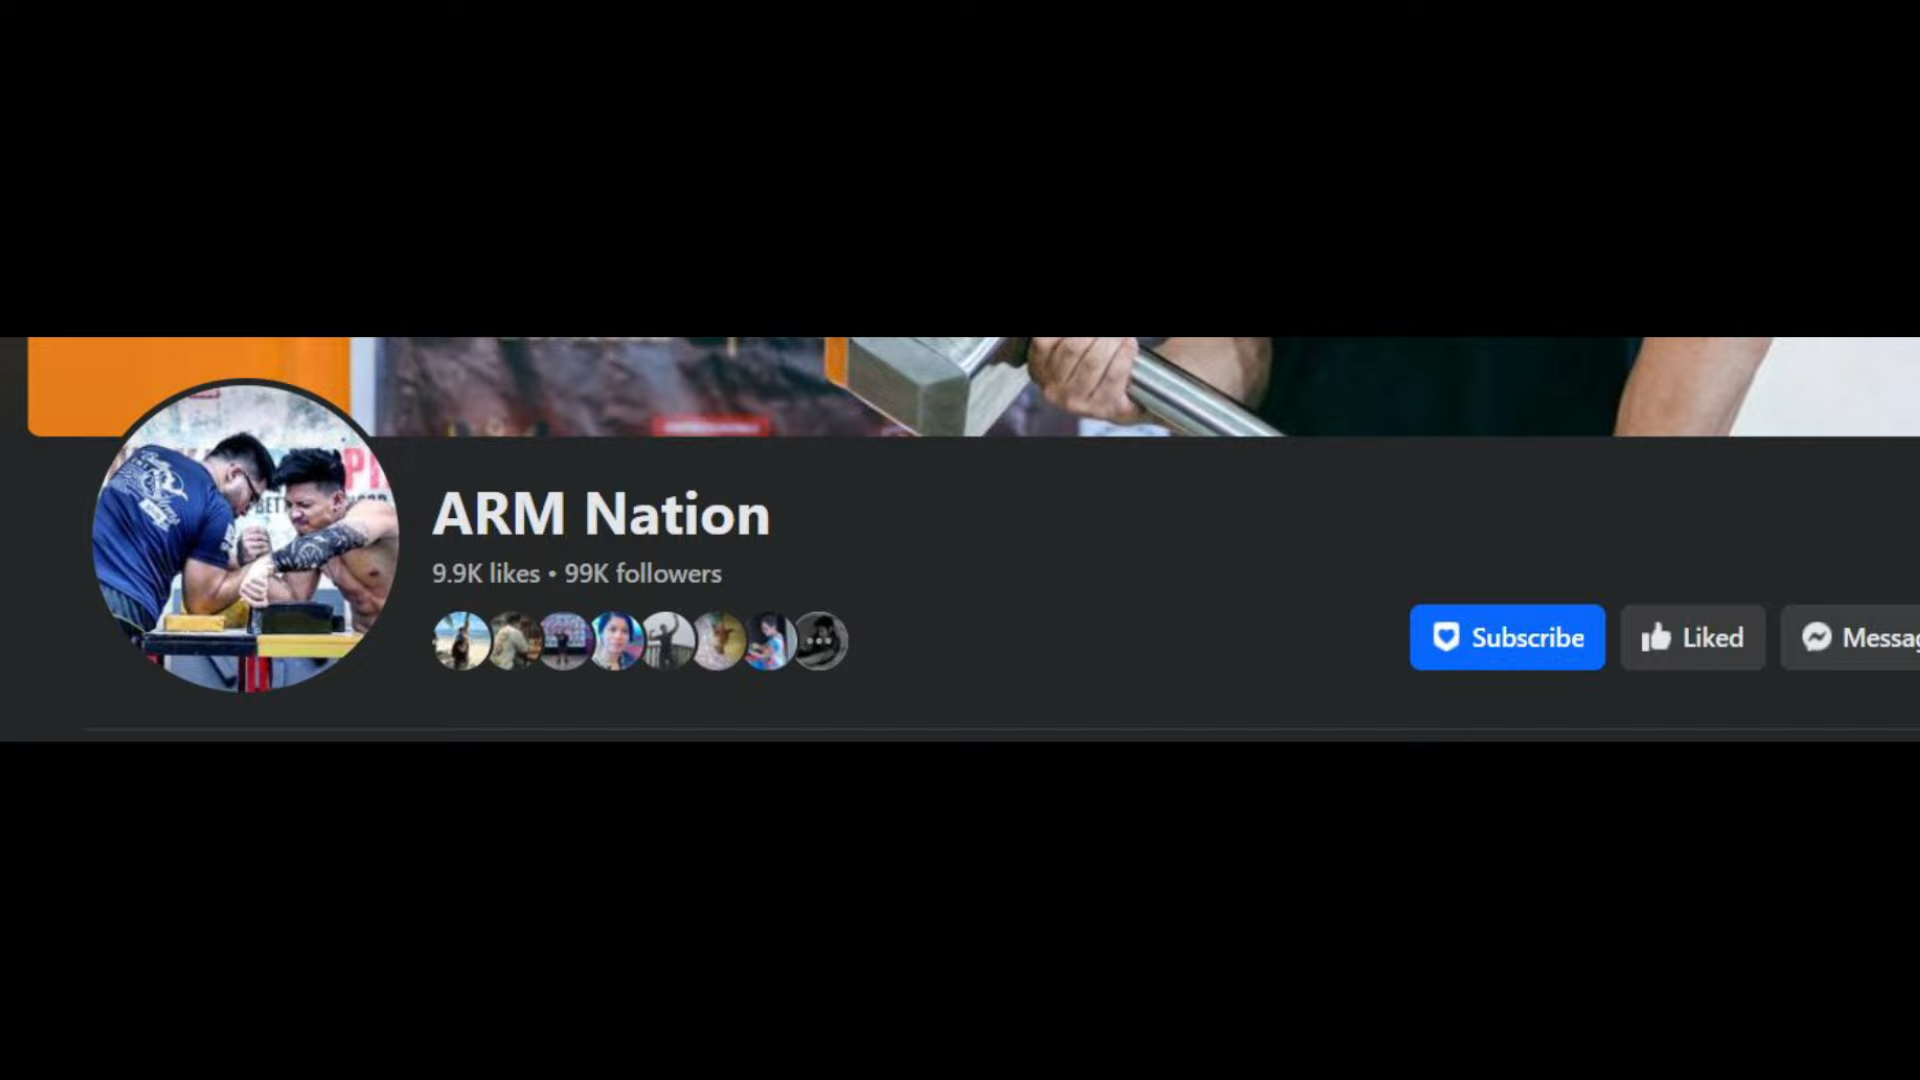 ARM Nation
9.9K likes • 99K followers
Subscribe
Liked
Messag